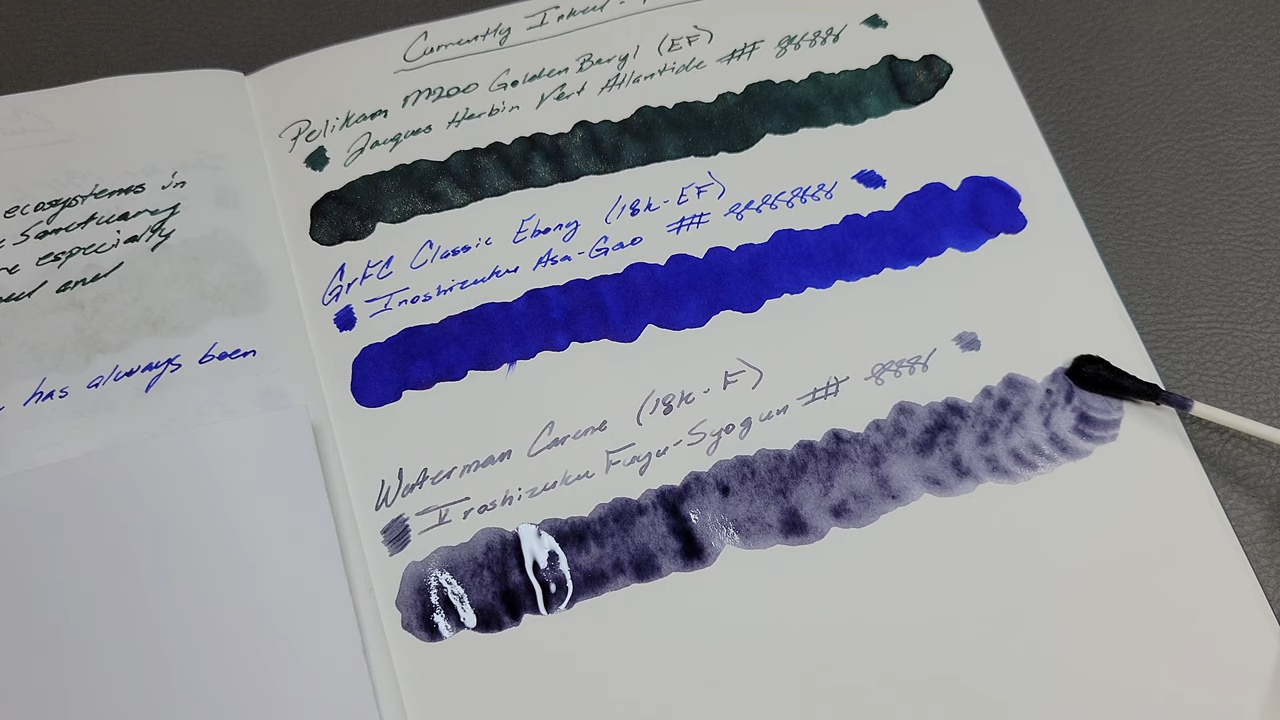 ecosystems in
Sanctuary
especially
and
has always been
Currently Inked -
Pelikan M200 Golden Beryl (EF)
Jacques Herbin Vert Atlantide
GvFC Classic Ebony (18k-EF)
Iroshizuku Asa-Gao
Waterman Carene (18k-F)
Iroshizuku Fuyu-Syogun